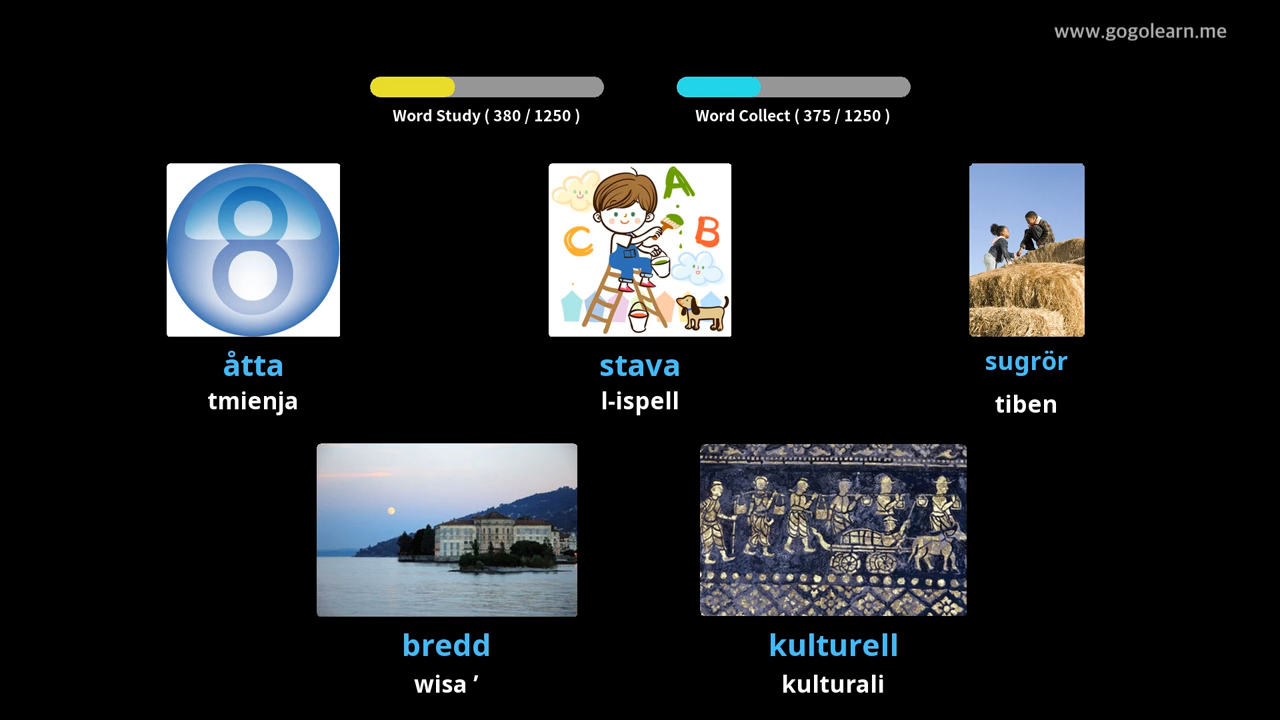 www.gogolearn.me
Word Study ( 380 / 1250 )
Word Collect ( 375 / 1250 )
8
A
B
C
åtta
tmienja
stava
l-ispell
sugrör
tiben
bredd
wisa ’
kulturell
kulturali